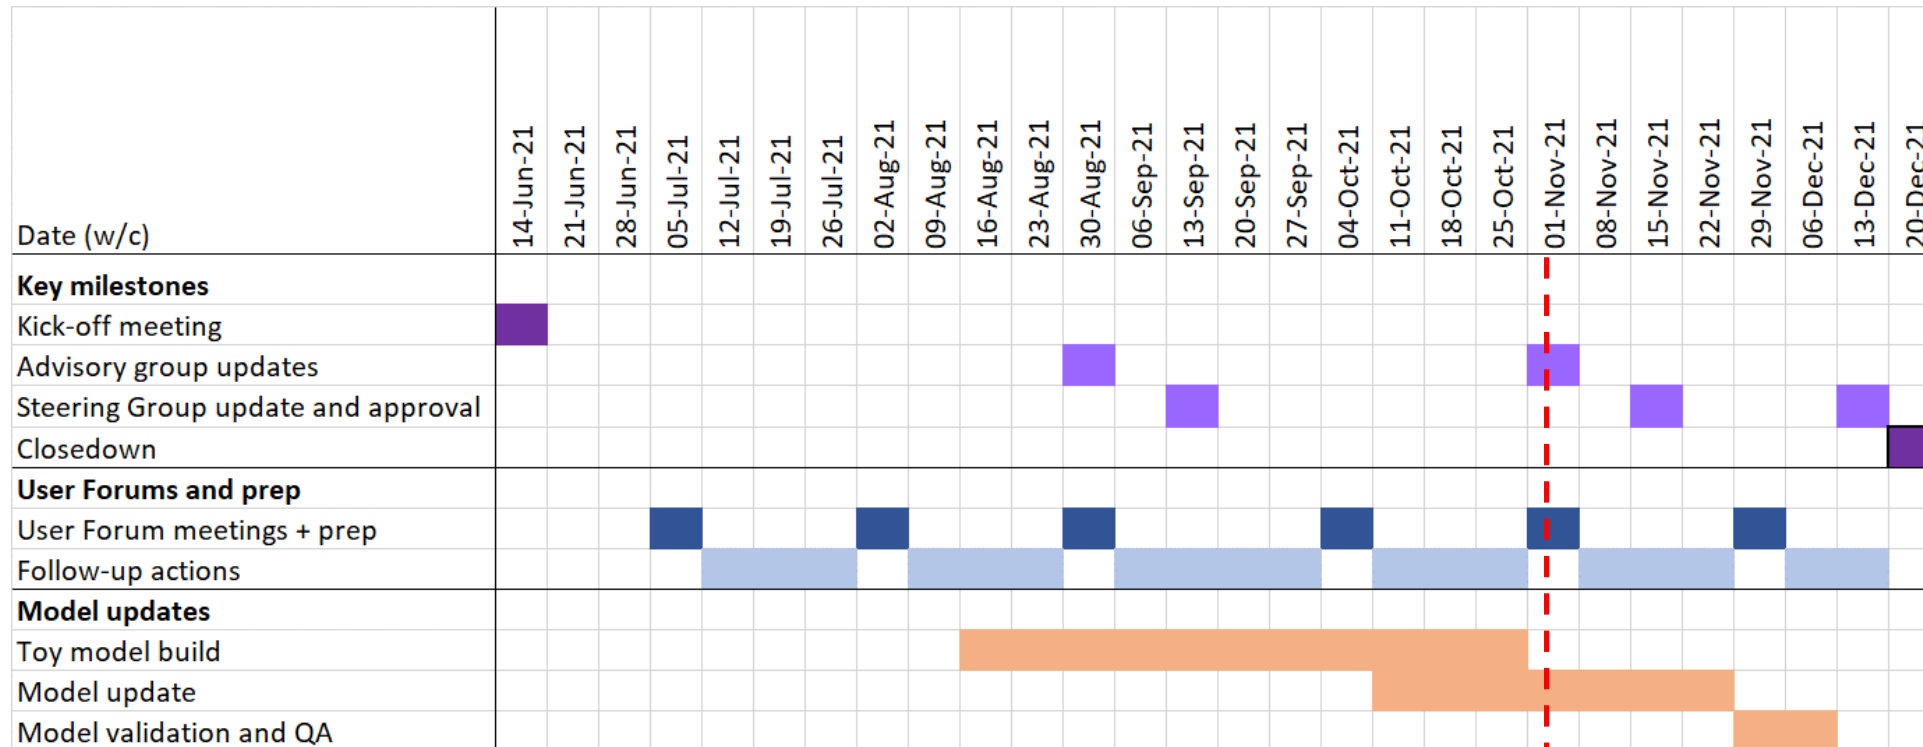 Date (w/c)
14-Jun-21
21-Jun-21
28-Jun-21
05-Jul-21
12-Jul-21
19-Jul-21
26-Jul-21
02-Aug-21
09-Aug-21
16-Aug-21
23-Aug-21
30-Aug-21
06-Sep-21
13-Sep-21
20-Sep-21
27-Sep-21
04-Oct-21
11-Oct-21
18-Oct-21
25-Oct-21
01-Nov-21
08-Nov-21
15-Nov-21
22-Nov-21
29-Nov-21
06-Dec-21
13-Dec-21
20-Dec-21
Key milestones
Kick-off meeting
Advisory group updates
Steering Group update and approval
Closedown
User Forums and prep
User Forum meetings + prep
Follow-up actions
Model updates
Toy model build
Model update
Model validation and QA